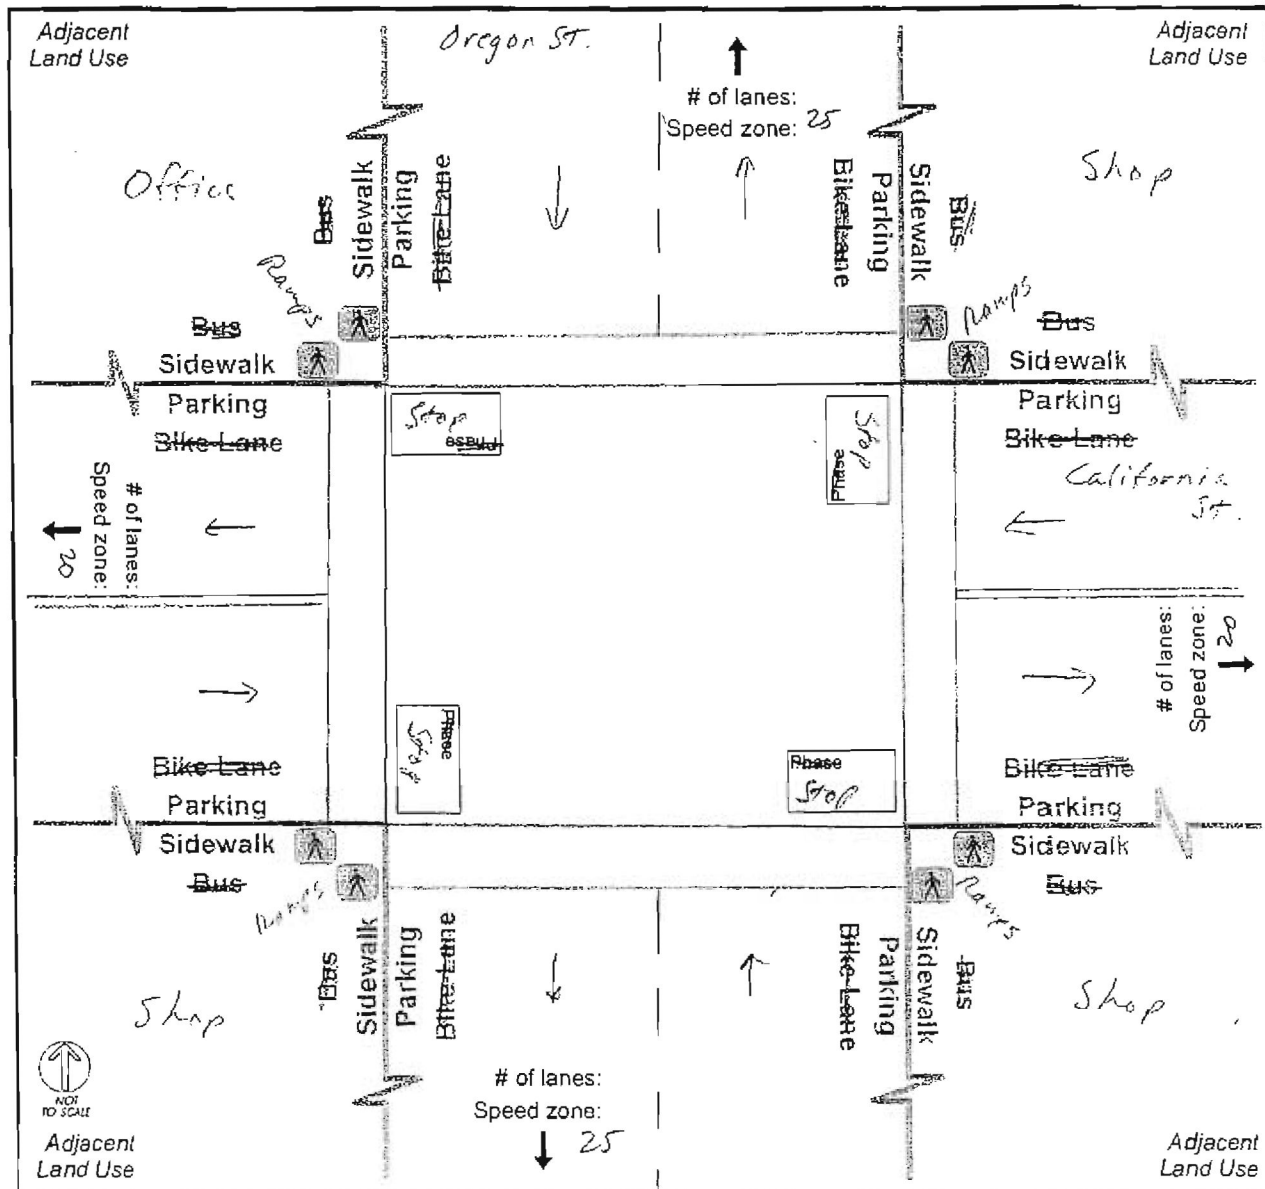 Adjacent
Land Use
Oregon St.
# of lanes:
Speed zone: 25
Adjacent
Land Use
Office
Bus
Sidewalk
Parking
Bike Lane
Bike Lane
Parking
Sidewalk
Bus
Shop
Ramps
Ramps
Bus
Sidewalk
Parking
Bike Lane
Bus
Sidewalk
Parking
Bike Lane
Stop
Phase
Stop
Phase
California
St.
# of lanes:
Speed zone:
20
# of lanes:
Speed zone:
20
Phase
Stop
Phase
Stop
Bike Lane
Parking
Sidewalk
Bus
Bike Lane
Parking
Sidewalk
Bus
Ramps
Ramps
Shop
Bus
Sidewalk
Parking
Bike Lane
Bike Lane
Parking
Sidewalk
Bus
Shop
NOT
TO SCALE
# of lanes:
Speed zone:
25
Adjacent
Land Use
Adjacent
Land Use